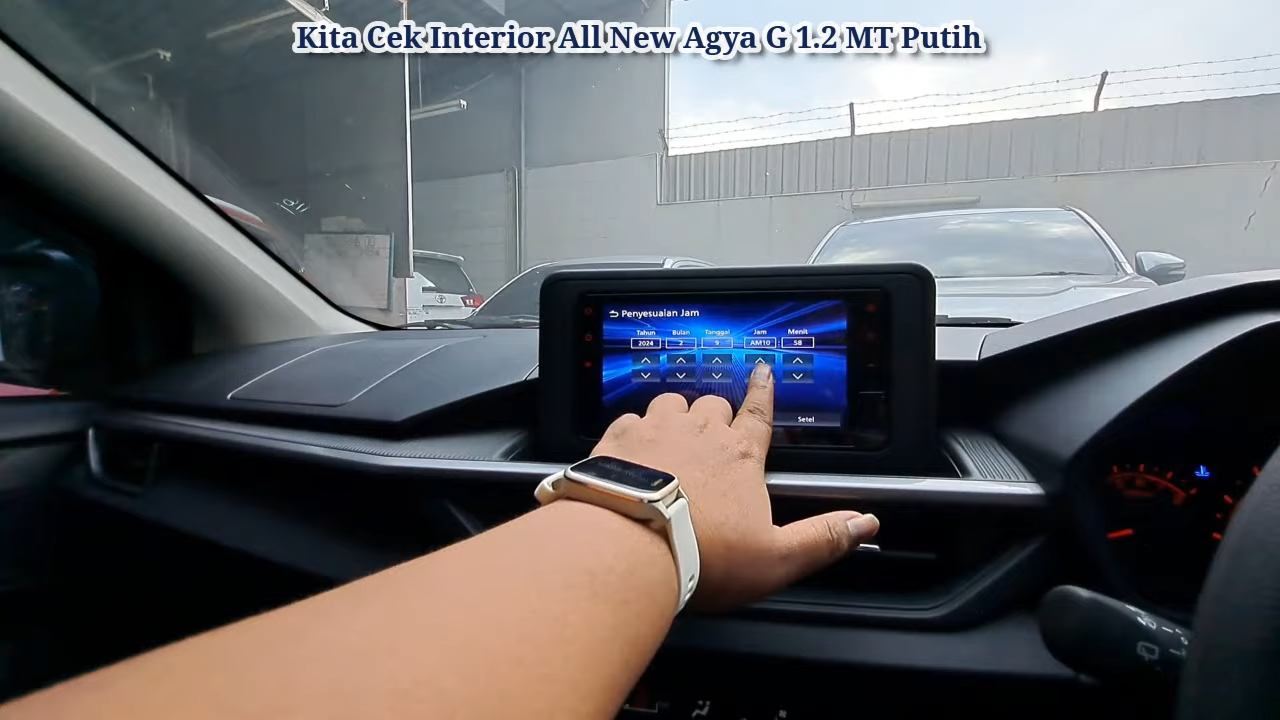 Kita Cek Interior All New Agya G 1.2 MT Putih
Penyesuaian Jam
Tahun Bulan Tanggal Jam Menit
2024 2 9 AM10 : 58
Setel